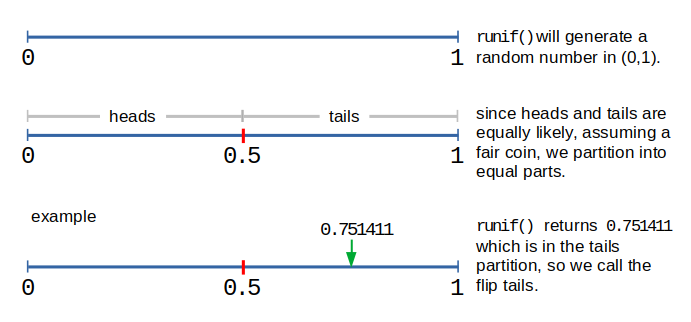 runif() will generate a
random number in (0,1).
0 1
heads tails
since heads and tails are
equally likely, assuming a
fair coin, we partition into
equal parts.
0 0.5 1
example
0.751411
runif() returns 0.751411
which is in the tails
partition, so we call the
flip tails.
0 0.5 1